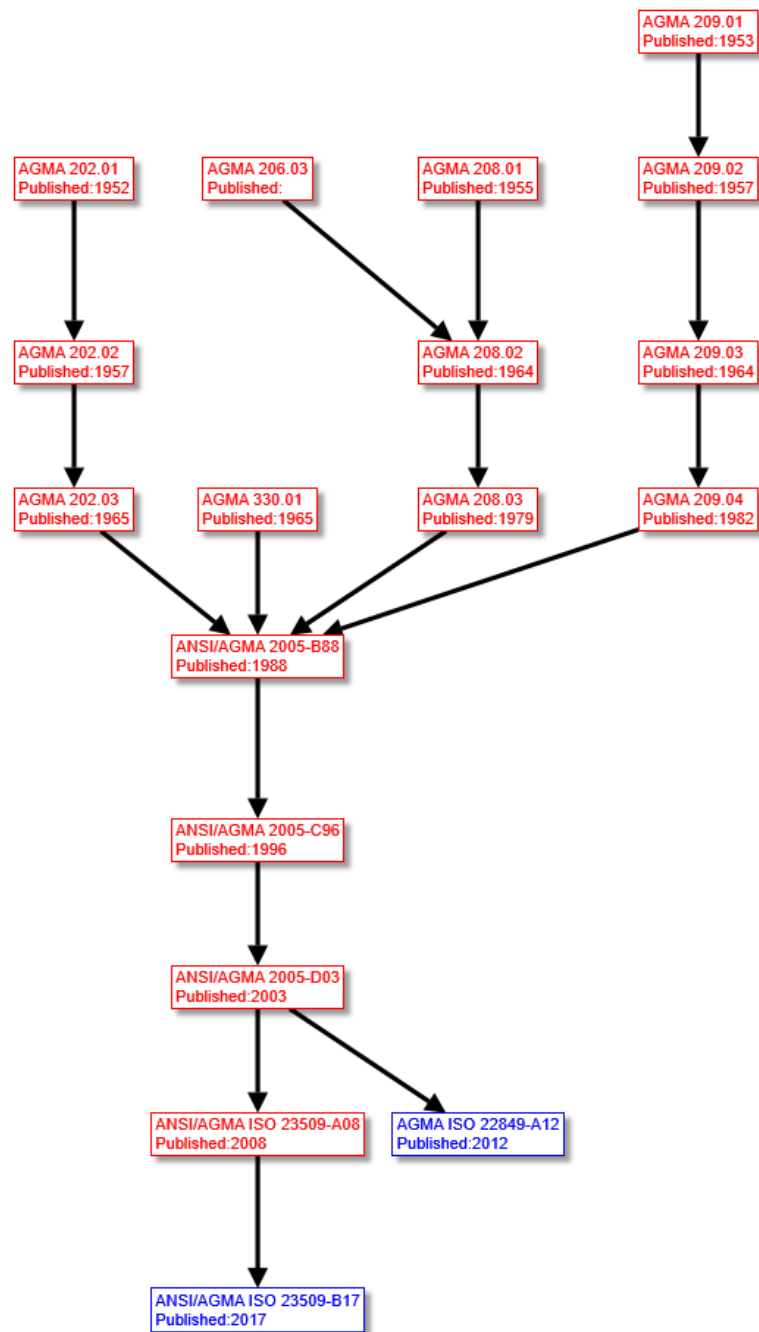 AGMA 209.01
Published:1953
AGMA 202.01
Published:1952
AGMA 206.03
Published:
AGMA 208.01
Published:1955
AGMA 209.02
Published:1957
AGMA 202.02
Published:1957
AGMA 208.02
Published:1964
AGMA 209.03
Published:1964
AGMA 202.03
Published:1965
AGMA 330.01
Published:1965
AGMA 208.03
Published:1979
AGMA 209.04
Published:1982
ANSI/AGMA 2005-B88
Published:1988
ANSI/AGMA 2005-C96
Published:1996
ANSI/AGMA 2005-D03
Published:2003
ANSI/AGMA ISO 23509-A08
Published:2008
AGMA ISO 22849-A12
Published:2012
ANSI/AGMA ISO 23509-B17
Published:2017